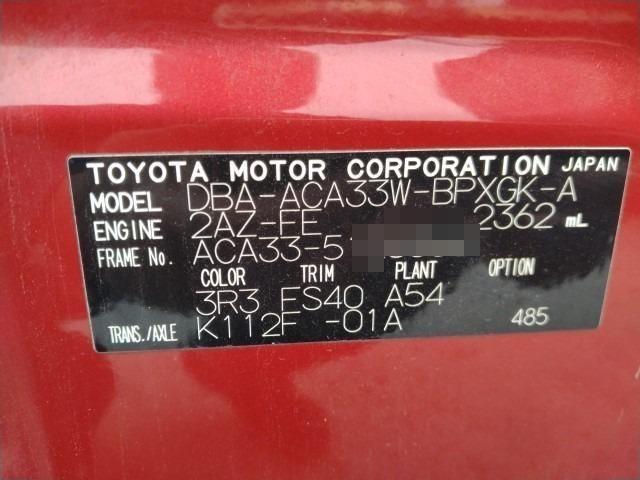 TOYOTA MOTOR CORPORATION JAPAN
MODEL DBA-ACA33W-BPXGK-A
ENGINE 2AZ-FE 2362 mL
FRAME No. ACA33-5
COLOR TRIM PLANT OPTION
3R3 FS40 A54
TRANS./AXLE K112F -01A 485